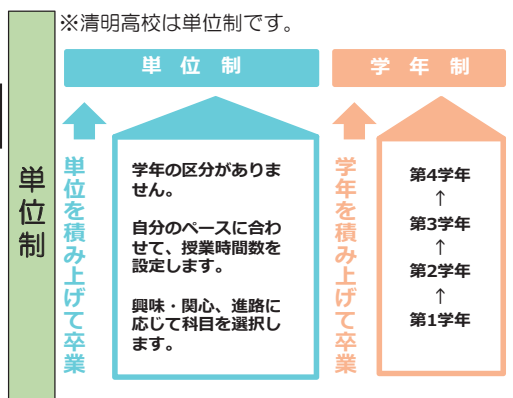 ※清明高校は単位制です。
単位制
単位制
単位を積み上げて卒業
学年の区分がありま
せん。
自分のペースに合わ
せて、授業時間数を
設定します。
興味・関心、進路に
応じて科目を選択し
ます。
学年制
学年を積み上げて卒業
第4学年
↑
第3学年
↑
第2学年
↑
第1学年